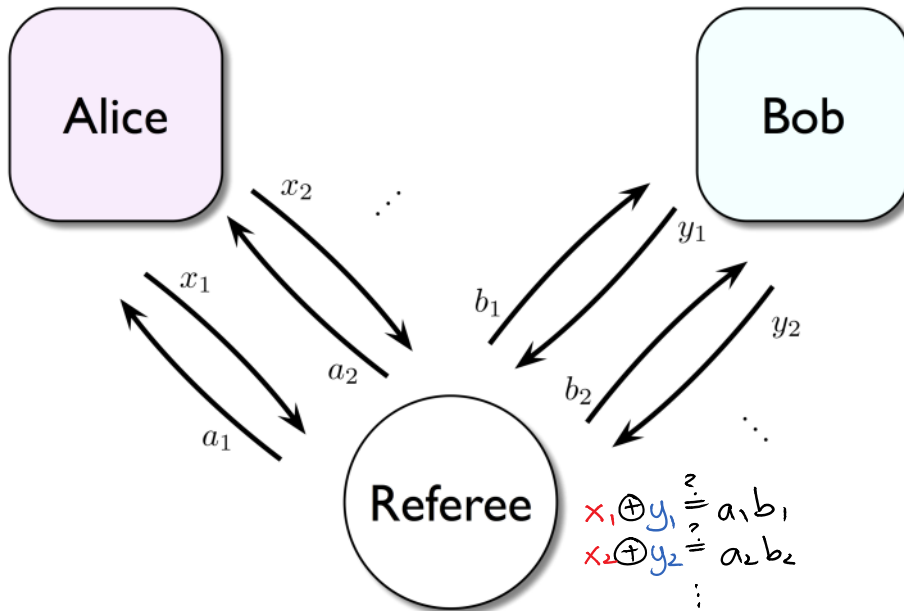 Alice
Bob
x₂
⋮
y₁
x₁
b₁
y₂
a₂
b₂
a₁
⋱
Referee
x₁⊕y₁ ≟ a₁b₁
x₂⊕y₂ ≟ a₂b₂
⋮